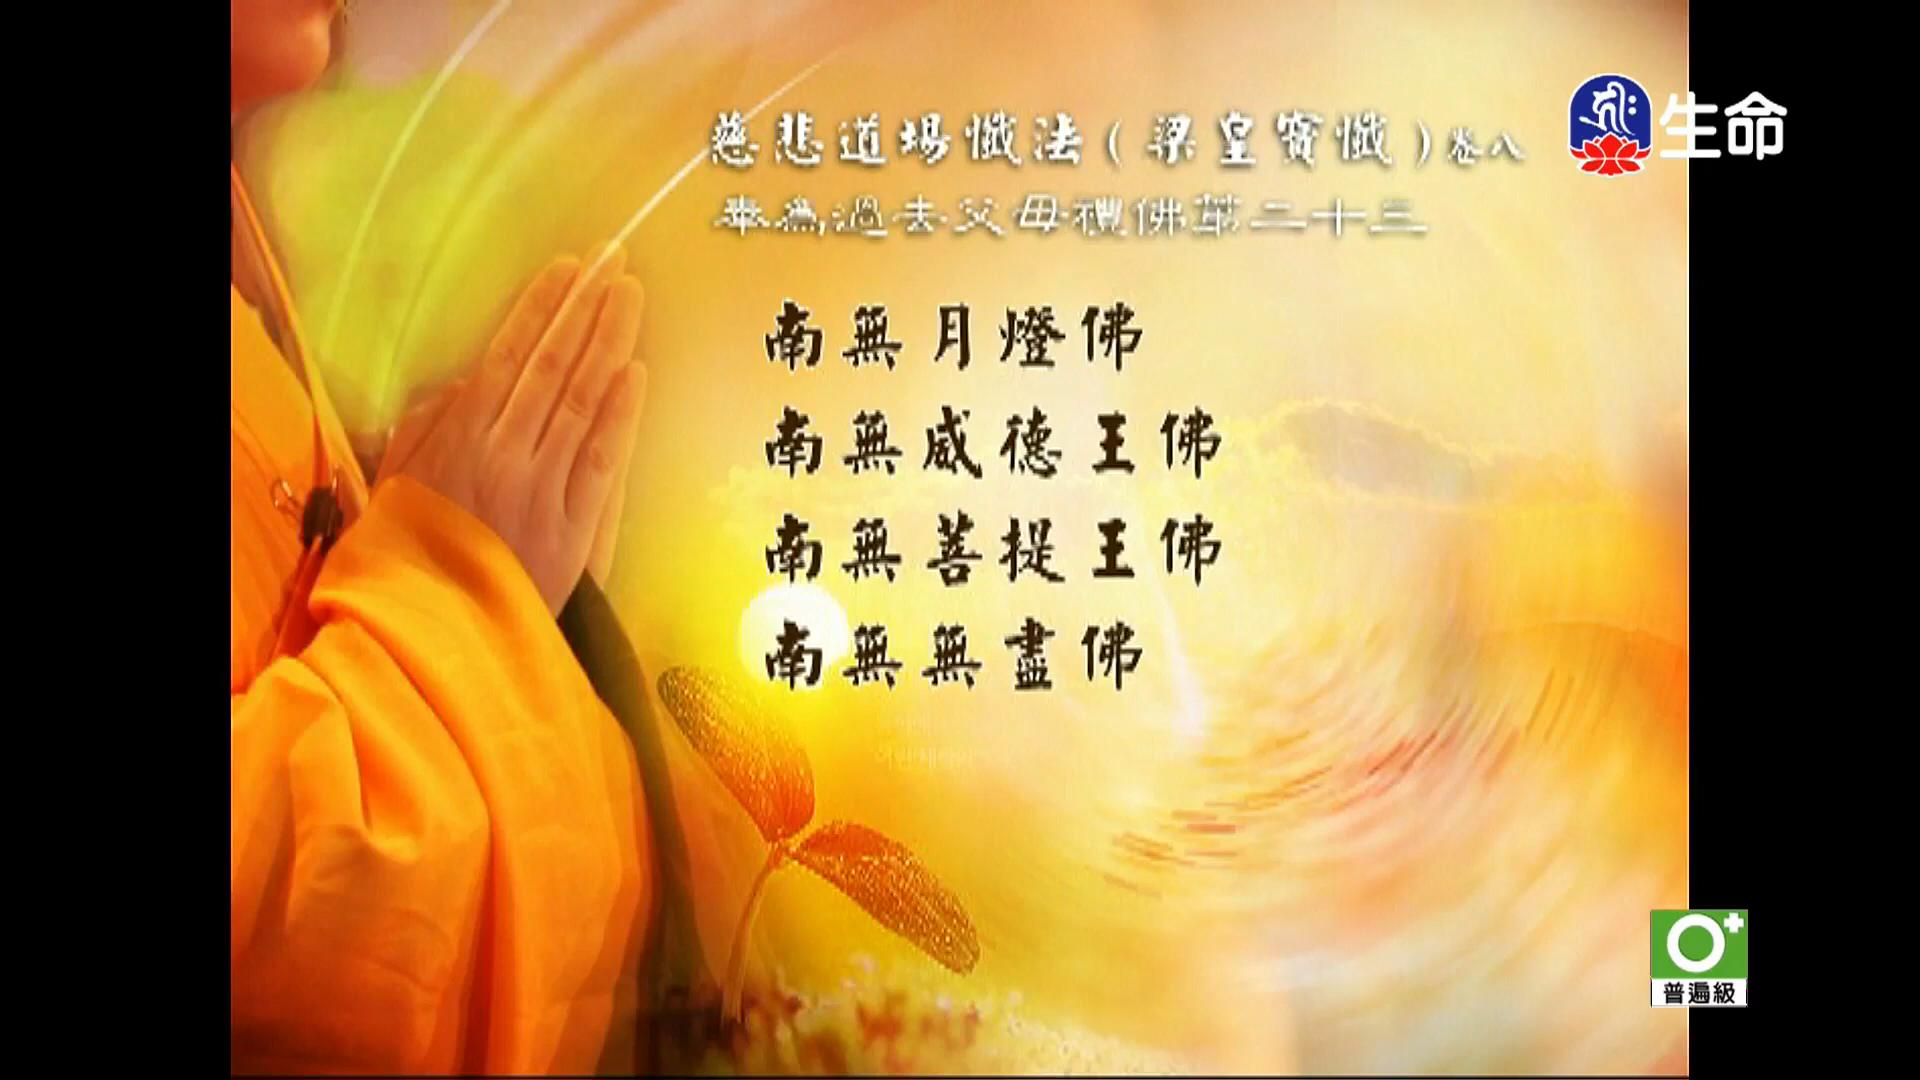 慈悲道場懺法(梁皇寶懺)卷八
生命
奉為過去父母禮佛第二十三
南無月燈佛
南無威德王佛
南無菩提王佛
南無無盡佛
0+
普遍級